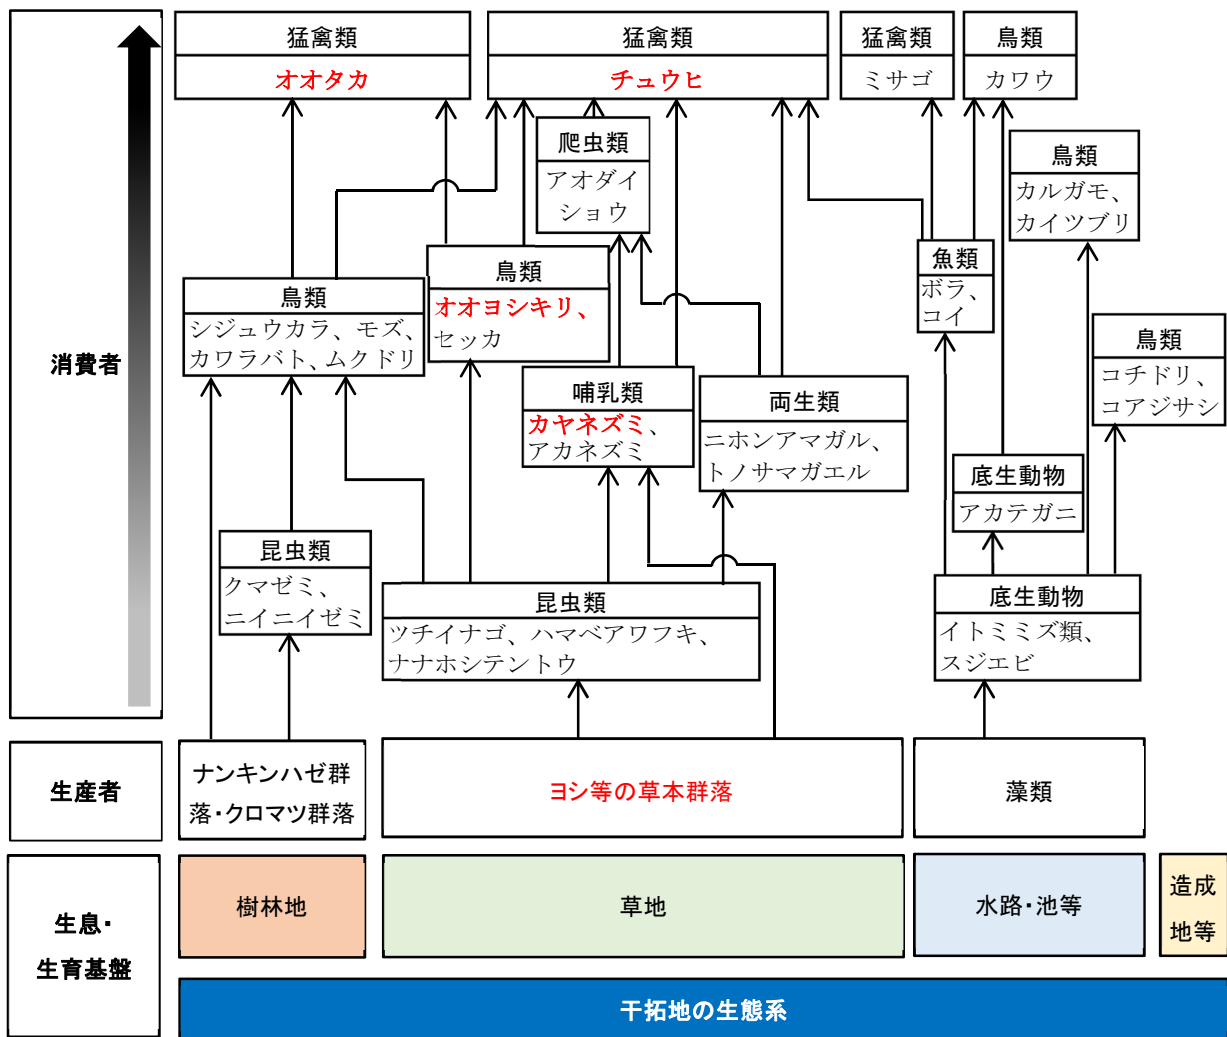 猛禽類
オオタカ
猛禽類
チュウヒ
猛禽類
ミサゴ
鳥類
カワウ
爬虫類
アオダイ
ショウ
鳥類
カルガモ、
カイツブリ
鳥類
オオヨシキリ、
セッカ
魚類
ボラ、
コイ
鳥類
シジュウカラ、モズ、
カワラバト、ムクドリ
鳥類
コチドリ、
コアジサシ
消費者
哺乳類
カヤネズミ、
アカネズミ
両生類
ニホンアマガル、
トノサマガエル
底生動物
アカテガニ
昆虫類
クマゼミ、
ニイニイゼミ
昆虫類
ツチイナゴ、ハマベアワフキ、
ナナホシテントウ
底生動物
イトミミズ類、
スジエビ
生産者
ナンキンハゼ群
落・クロマツ群落
ヨシ等の草本群落
藻類
生息・
生育基盤
樹林地
草地
水路・池等
造成
地等
干拓地の生態系